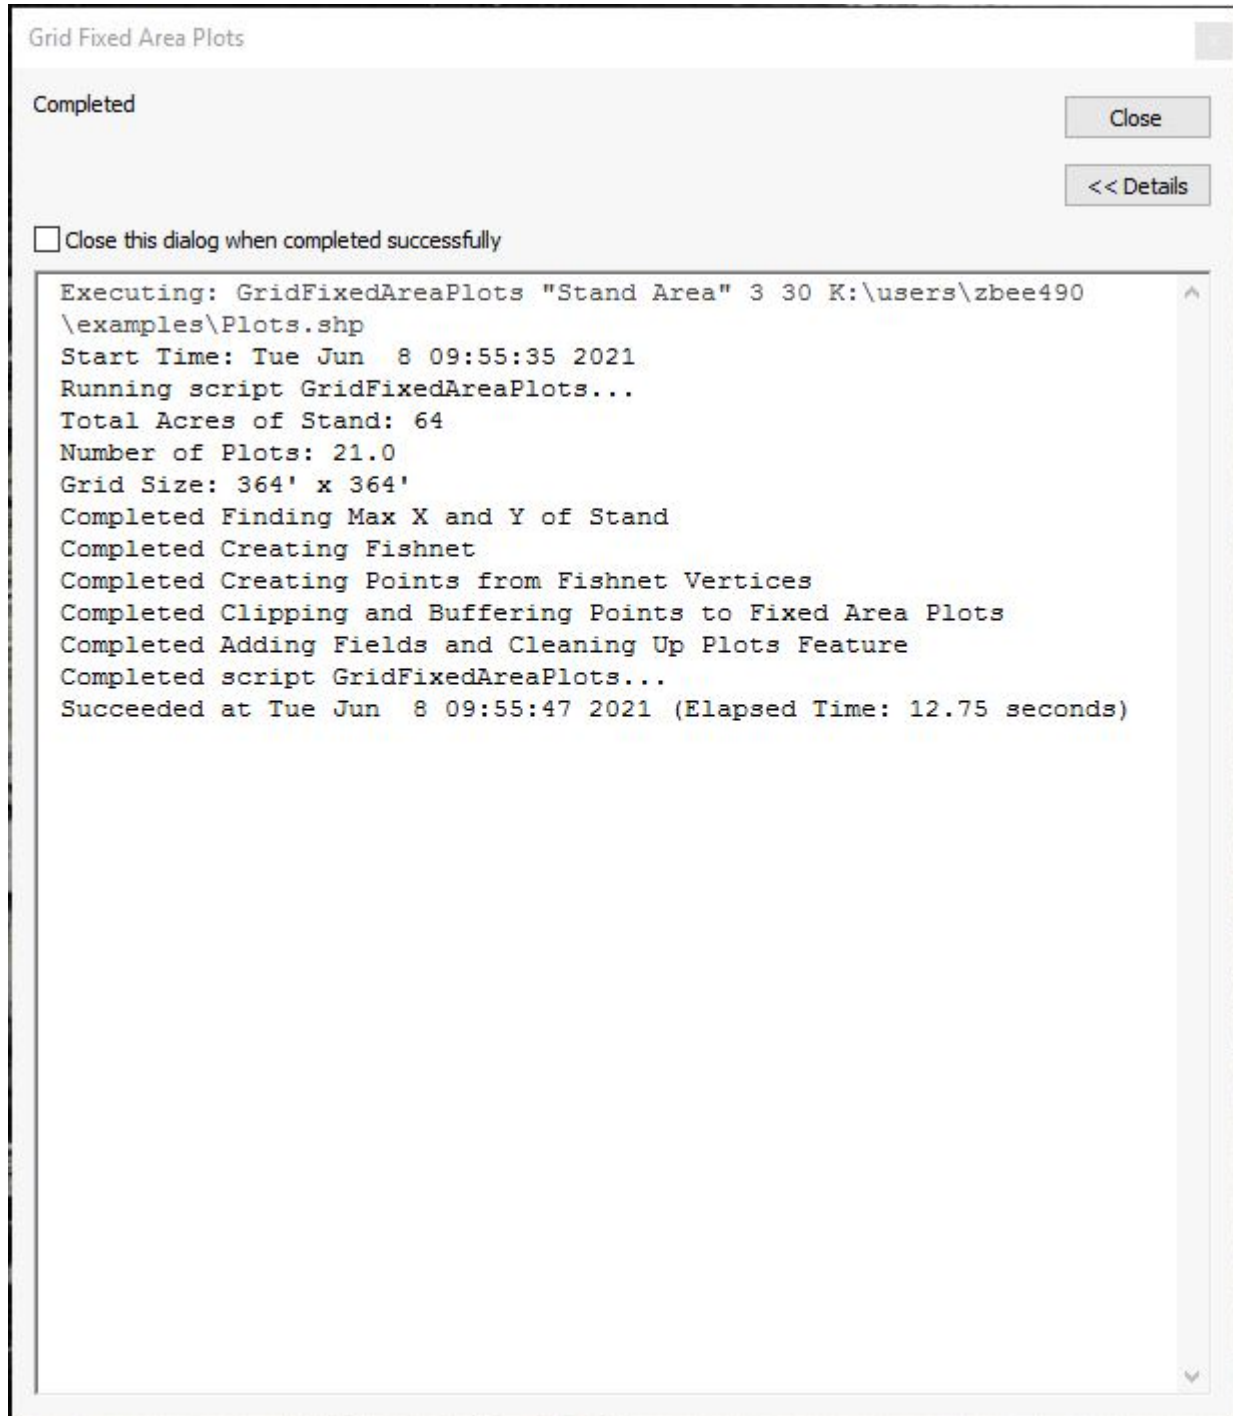 Grid Fixed Area Plots
Completed
Close
<< Details
Close this dialog when completed successfully
Executing: GridFixedAreaPlots "Stand Area" 3 30 K:\users\zbee490
\examples\Plots.shp
Start Time: Tue Jun  8 09:55:35 2021
Running script GridFixedAreaPlots...
Total Acres of Stand: 64
Number of Plots: 21.0
Grid Size: 364' x 364'
Completed Finding Max X and Y of Stand
Completed Creating Fishnet
Completed Creating Points from Fishnet Vertices
Completed Clipping and Buffering Points to Fixed Area Plots
Completed Adding Fields and Cleaning Up Plots Feature
Completed script GridFixedAreaPlots...
Succeeded at Tue Jun  8 09:55:47 2021 (Elapsed Time: 12.75 seconds)